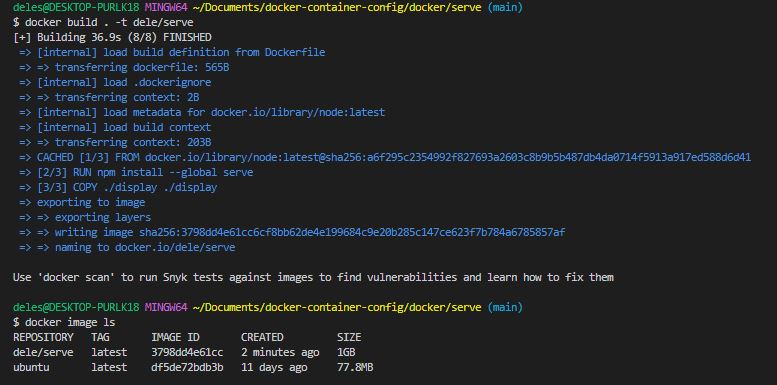 deles@DESKTOP-PURLK18 MINGW64 ~/Documents/docker-container-config/docker/serve (main)
$ docker build . -t dele/serve
[+] Building 36.9s (8/8) FINISHED
=> [internal] load build definition from Dockerfile
=> => transferring dockerfile: 565B
=> [internal] load .dockerignore
=> => transferring context: 2B
=> [internal] load metadata for docker.io/library/node:latest
=> [internal] load build context
=> => transferring context: 203B
=> CACHED [1/3] FROM docker.io/library/node:latest@sha256:a6f295c2354992f827693a2603c8b9b5b487db4da0714f5913a917ed588d6d41
=> [2/3] RUN npm install --global serve
=> [3/3] COPY ./display ./display
=> exporting to image
=> => exporting layers
=> => writing image sha256:3798dd4e61cc6cf8bb62de4e199684c9e20b285c147ce623f7b784a6785857af
=> => naming to docker.io/dele/serve
Use 'docker scan' to run Snyk tests against images to find vulnerabilities and learn how to fix them
deles@DESKTOP-PURLK18 MINGW64 ~/Documents/docker-container-config/docker/serve (main)
$ docker image ls
REPOSITORY TAG IMAGE ID CREATED SIZE
dele/serve latest 3798dd4e61cc 2 minutes ago 1GB
ubuntu latest df5de72bdb3b 11 days ago 77.8MB